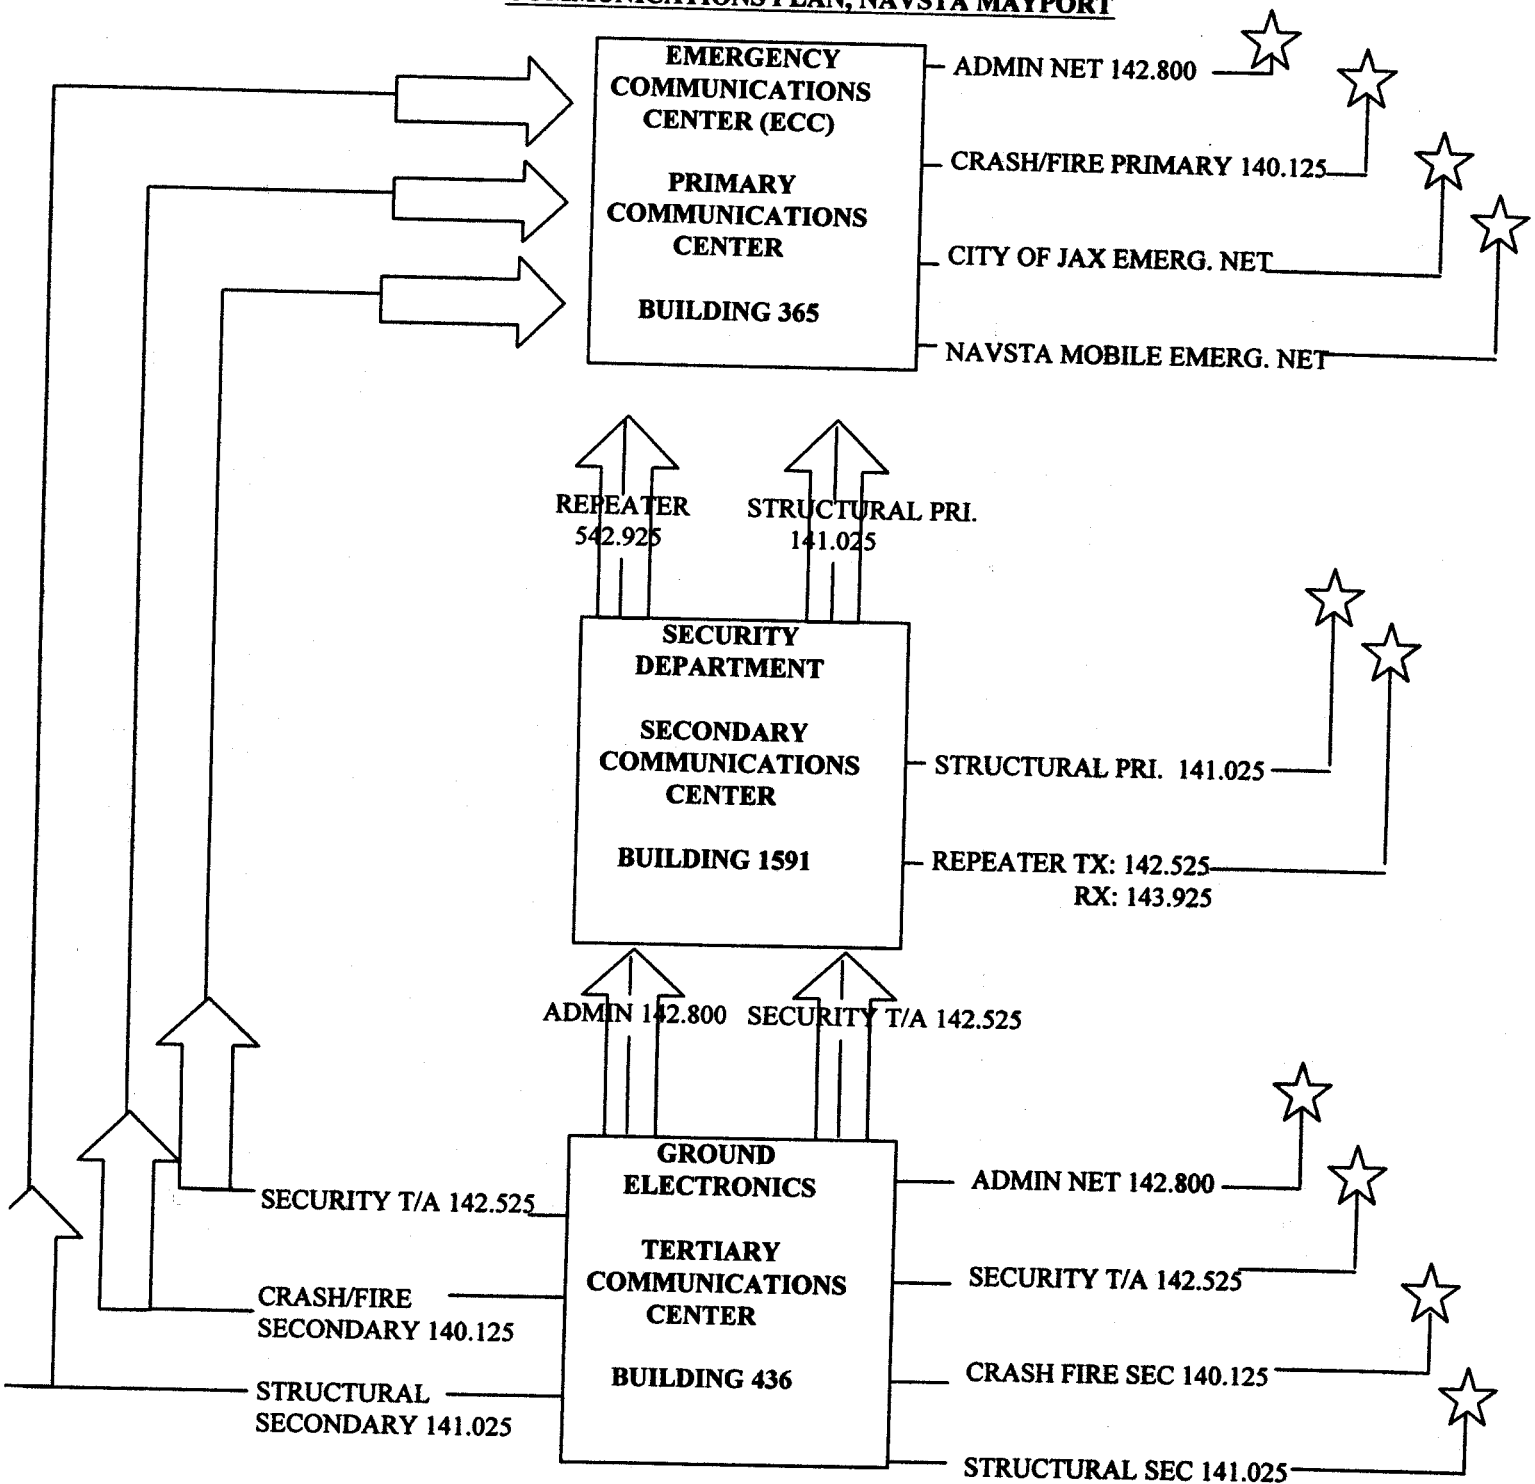 COMMUNICATIONS PLAN, NAVSTA MAYPORT
EMERGENCY
COMMUNICATIONS
CENTER (ECC)
PRIMARY
COMMUNICATIONS
CENTER
BUILDING 365
ADMIN NET 142.800
CRASH/FIRE PRIMARY 140.125
CITY OF JAX EMERG. NET
NAVSTA MOBILE EMERG. NET
REPEATER
542.925
STRUCTURAL PRI.
141.025
SECURITY
DEPARTMENT
SECONDARY
COMMUNICATIONS
CENTER
BUILDING 1591
STRUCTURAL PRI. 141.025
REPEATER TX: 142.525
RX: 143.925
ADMIN 142.800
SECURITY T/A 142.525
GROUND
ELECTRONICS
TERTIARY
COMMUNICATIONS
CENTER
BUILDING 436
SECURITY T/A 142.525
CRASH/FIRE
SECONDARY 140.125
STRUCTURAL
SECONDARY 141.025
ADMIN NET 142.800
SECURITY T/A 142.525
CRASH FIRE SEC 140.125
STRUCTURAL SEC 141.025